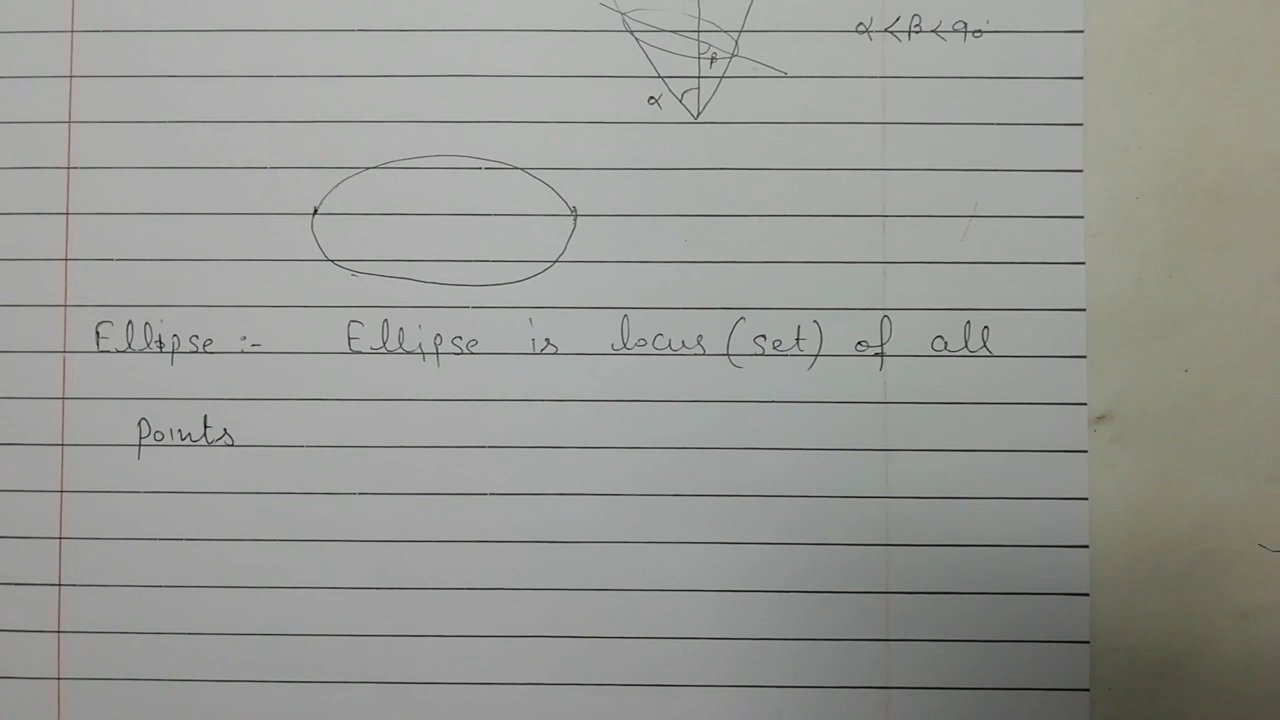 α < β < 90°
β
α
Ellipse :- Ellipse is locus (set) of all
points